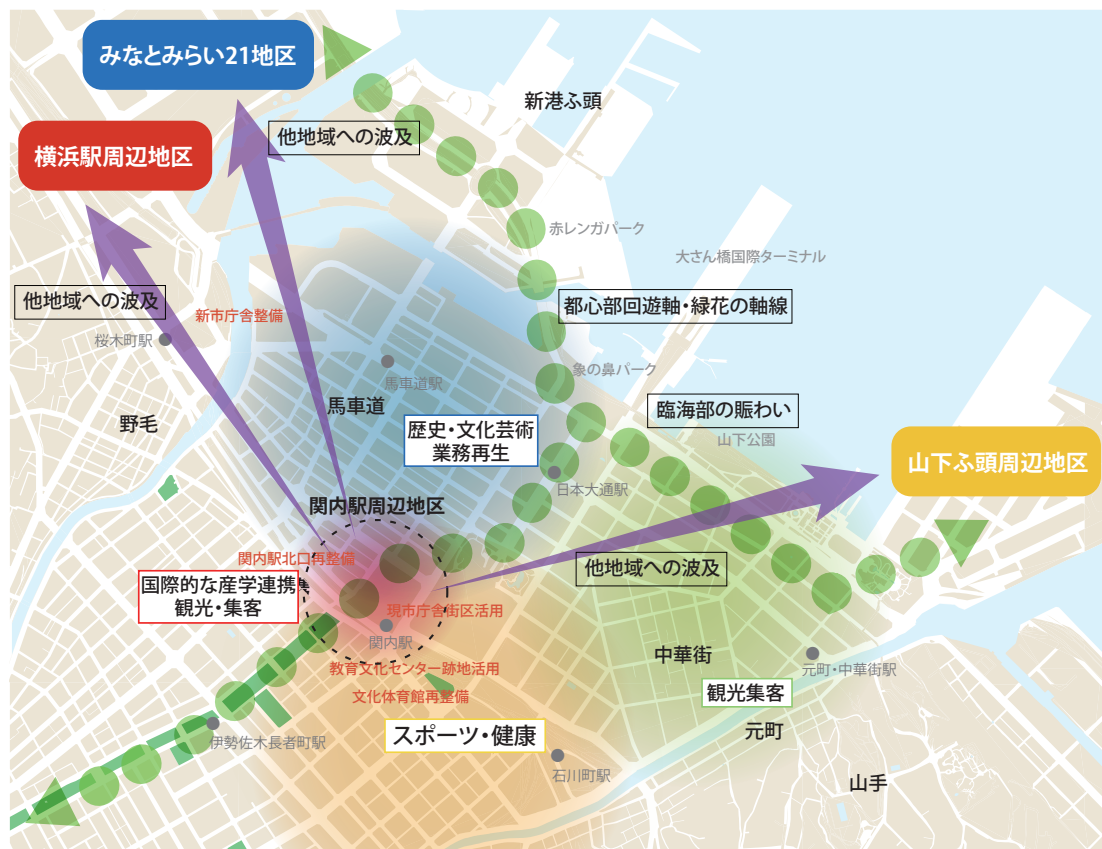 みなとみらい21地区
新港ふ頭
他地域への波及
横浜駅周辺地区
赤レンガパーク
大さん橋国際ターミナル
他地域への波及
都心部回遊軸・緑花の軸線
新市庁舎整備
桜木町駅
馬車道駅
象の鼻パーク
馬車道
臨海部の賑わい
野毛
歴史・文化芸術
業務再生
山下公園
山下ふ頭周辺地区
日本大通駅
関内駅周辺地区
関内駅北口再整備
他地域への波及
国際的な産学連携
観光・集客
現市庁舎街区活用
関内駅
中華街
元町・中華街駅
教育文化センター跡地活用
文化体育館再整備
観光集客
元町
スポーツ・健康
伊勢佐木長者町駅
石川町駅
山手